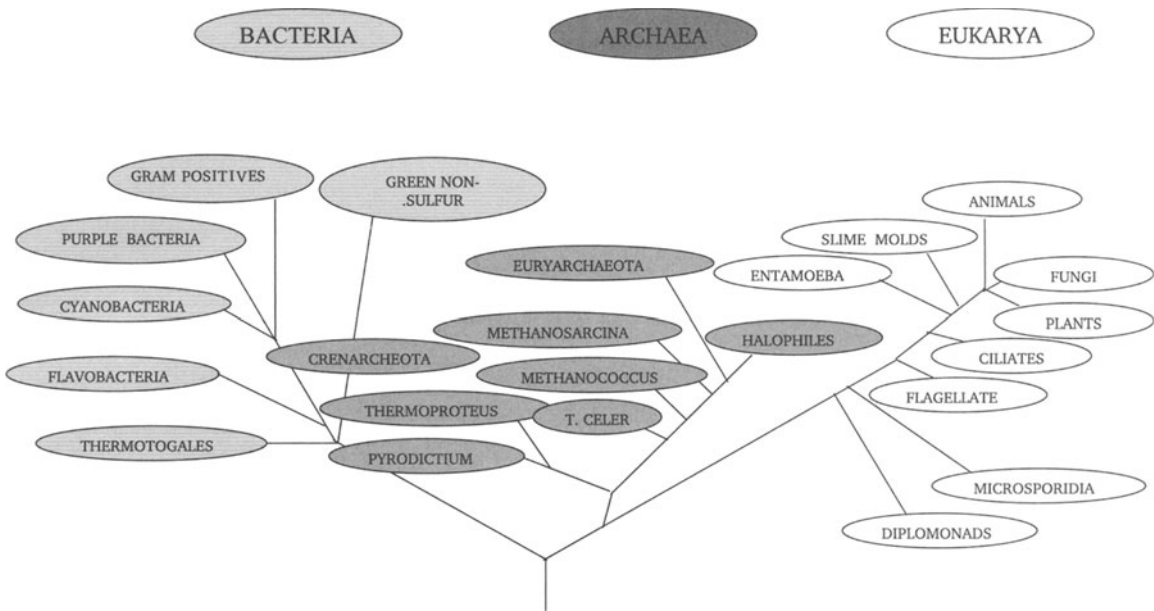 BACTERIA
ARCHAEA
EUKARYA
GRAM POSITIVES
GREEN NON-
.SULFUR
ANIMALS
PURPLE BACTERIA
SLIME MOLDS
EURYARCHAEOTA
ENTAMOEBA
FUNGI
CYANOBACTERIA
PLANTS
METHANOSARCINA
HALOPHILES
CRENARCHEOTA
CILIATES
FLAVOBACTERIA
METHANOCOCCUS
FLAGELLATE
THERMOPROTEUS
T. CELER
THERMOTOGALES
PYRODICTIUM
MICROSPORIDIA
DIPLOMONADS